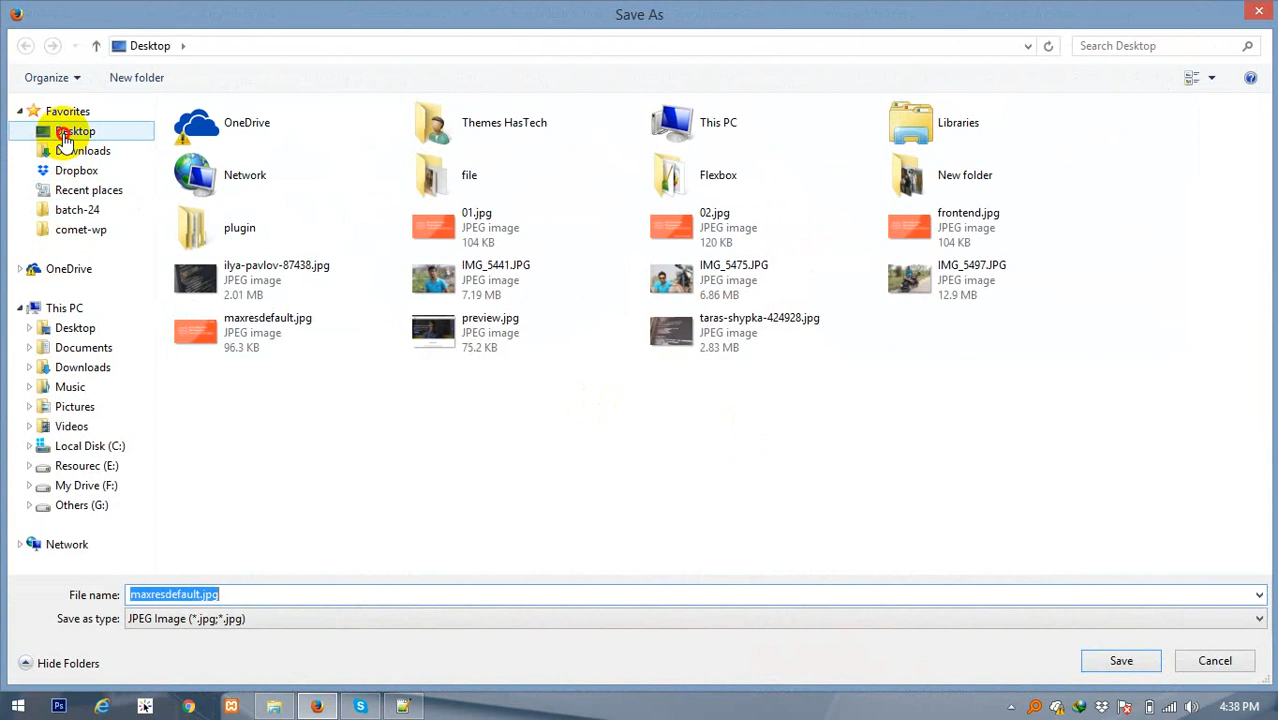 Save As
Desktop
Search Desktop
Organize
New folder
Favorites
Desktop
Downloads
Dropbox
Recent places
batch-24
comet-wp
OneDrive
This PC
Desktop
Documents
Downloads
Music
Pictures
Videos
Local Disk (C:)
Resourec (E:)
My Drive (F:)
Others (G:)
Network
OneDrive
Themes HasTech
This PC
Libraries
Network
file
Flexbox
New folder
plugin
01.jpg
JPEG image
104 KB
02.jpg
JPEG image
120 KB
frontend.jpg
JPEG image
104 KB
ilya-pavlov-87438.jpg
JPEG image
2.01 MB
IMG_5441.JPG
JPEG image
7.19 MB
IMG_5475.JPG
JPEG image
6.86 MB
IMG_5497.JPG
JPEG image
12.9 MB
maxresdefault.jpg
JPEG image
96.3 KB
preview.jpg
JPEG image
75.2 KB
taras-shypka-424928.jpg
JPEG image
2.83 MB
File name: maxresdefault.jpg
Save as type: JPEG Image (*.jpg;*.jpg)
Hide Folders
Save
Cancel
Ps
4:38 PM